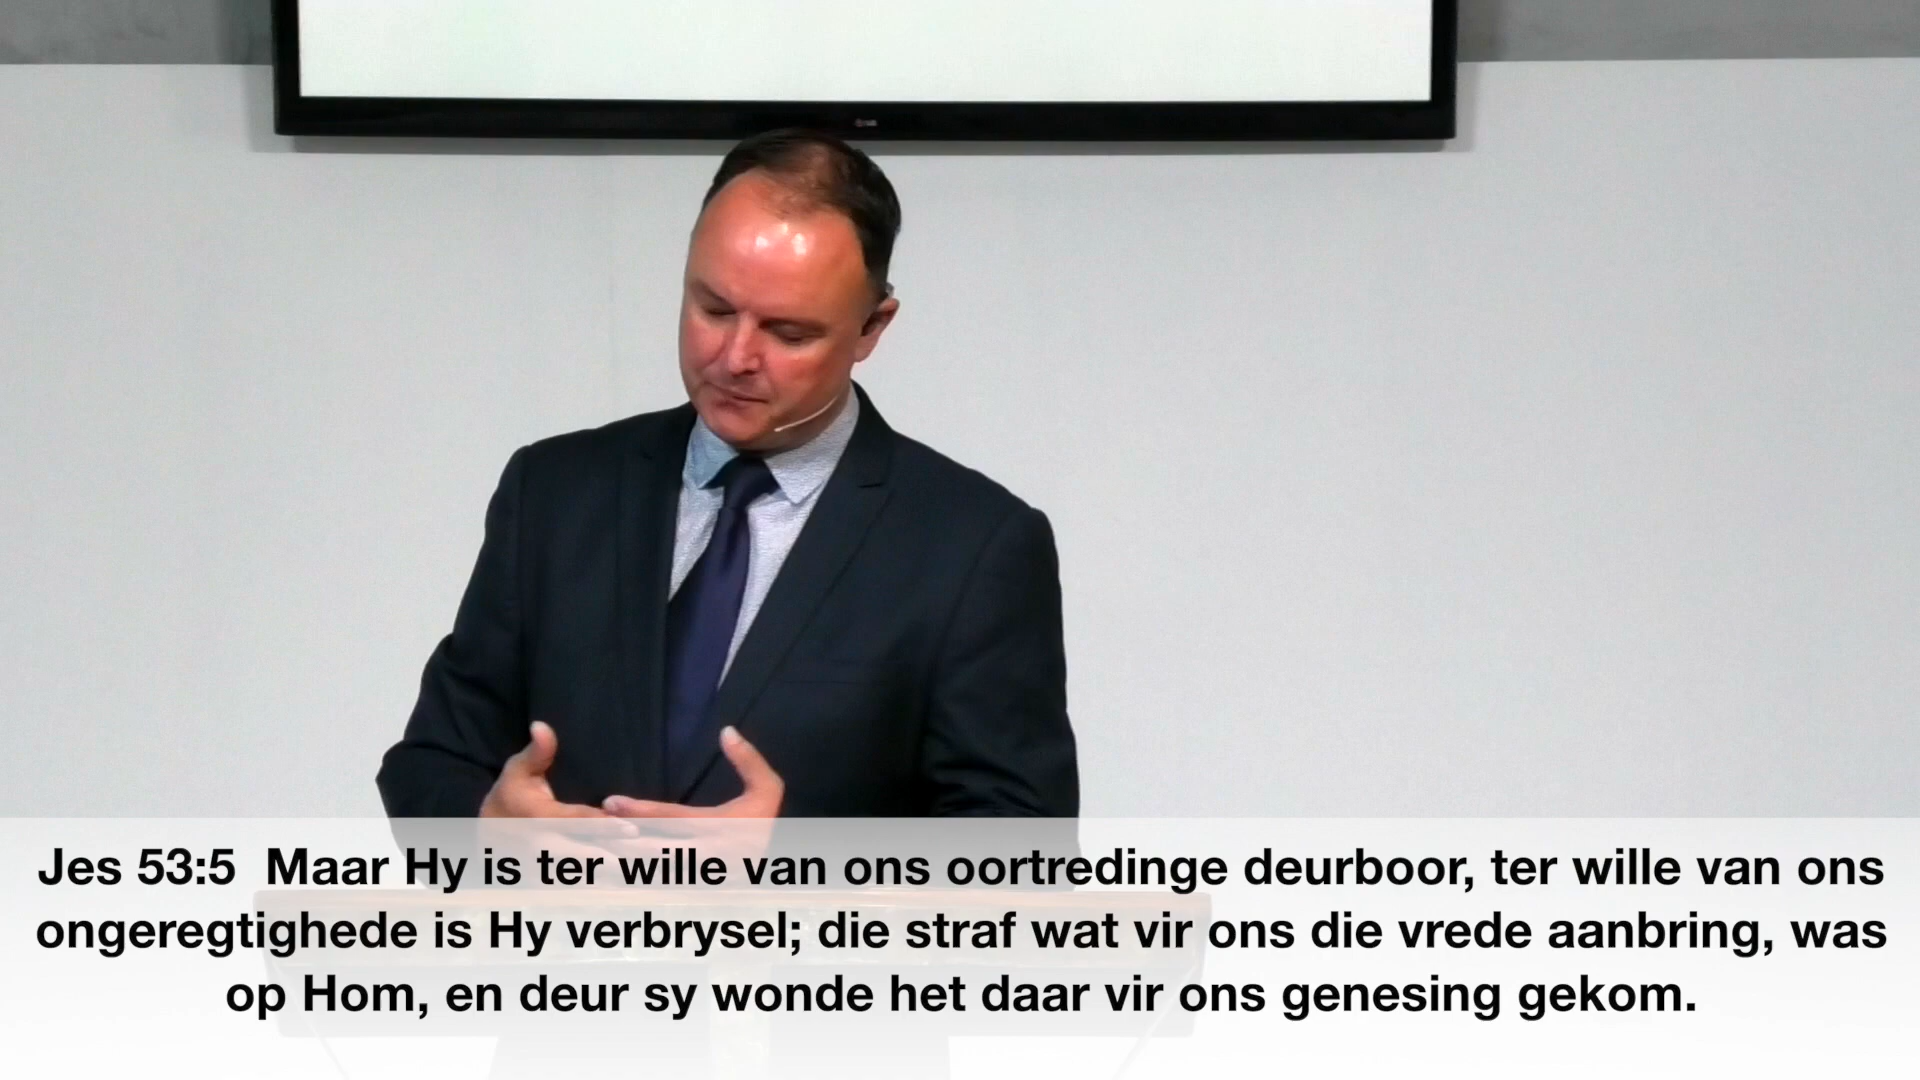 Jes 53:5  Maar Hy is ter wille van ons oortredinge deurboor, ter wille van ons
ongeregtighede is Hy verbrysel; die straf wat vir ons die vrede aanbring, was
op Hom, en deur sy wonde het daar vir ons genesing gekom.